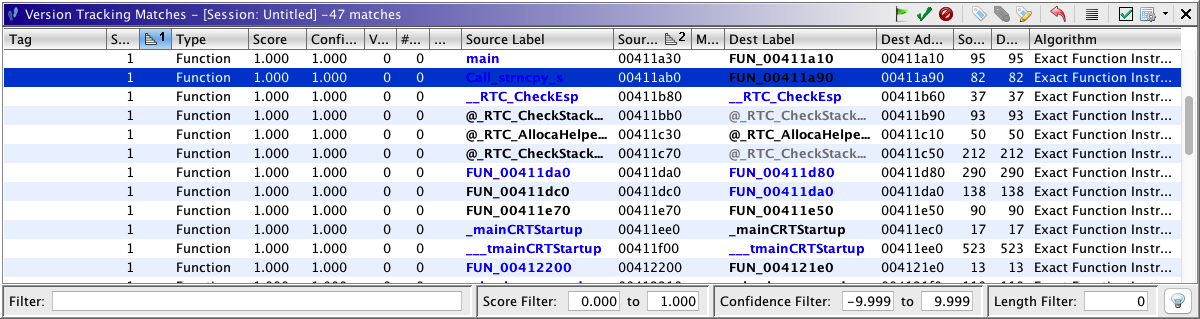 Version Tracking Matches - [Session: Untitled] -47 matches
Tag S... 1 Type Score Confi... V... #... ... Source Label Sour... 2 M... Dest Label Dest Ad... So... D... Algorithm
1 Function 1.000 1.000 0 0 main 00411a30 FUN_00411a10 00411a10 95 95 Exact Function Instr...
1 Function 1.000 1.000 0 0 Call_strncpy_s 00411ab0 FUN_00411a90 00411a90 82 82 Exact Function Instr...
1 Function 1.000 1.000 0 0 __RTC_CheckEsp 00411b80 __RTC_CheckEsp 00411b60 37 37 Exact Function Instr...
1 Function 1.000 1.000 0 0 @_RTC_CheckStack... 00411bb0 @_RTC_CheckStack... 00411b90 93 93 Exact Function Instr...
1 Function 1.000 1.000 0 0 @_RTC_AllocaHelpe... 00411c30 @_RTC_AllocaHelpe... 00411c10 50 50 Exact Function Instr...
1 Function 1.000 1.000 0 0 @_RTC_CheckStack... 00411c70 @_RTC_CheckStack... 00411c50 212 212 Exact Function Instr...
1 Function 1.000 1.000 0 0 FUN_00411da0 00411da0 FUN_00411d80 00411d80 290 290 Exact Function Instr...
1 Function 1.000 1.000 0 0 FUN_00411dc0 00411dc0 FUN_00411da0 00411da0 138 138 Exact Function Instr...
1 Function 1.000 1.000 0 0 FUN_00411e70 00411e70 FUN_00411e50 00411e50 90 90 Exact Function Instr...
1 Function 1.000 1.000 0 0 _mainCRTStartup 00411ee0 _mainCRTStartup 00411ec0 17 17 Exact Function Instr...
1 Function 1.000 1.000 0 0 ___tmainCRTStartup 00411f00 ___tmainCRTStartup 00411ee0 523 523 Exact Function Instr...
1 Function 1.000 1.000 0 0 FUN_00412200 00412200 FUN_004121e0 004121e0 13 13 Exact Function Instr...
Filter: Score Filter: 0.000 to 1.000 Confidence Filter: -9.999 to 9.999 Length Filter: 0